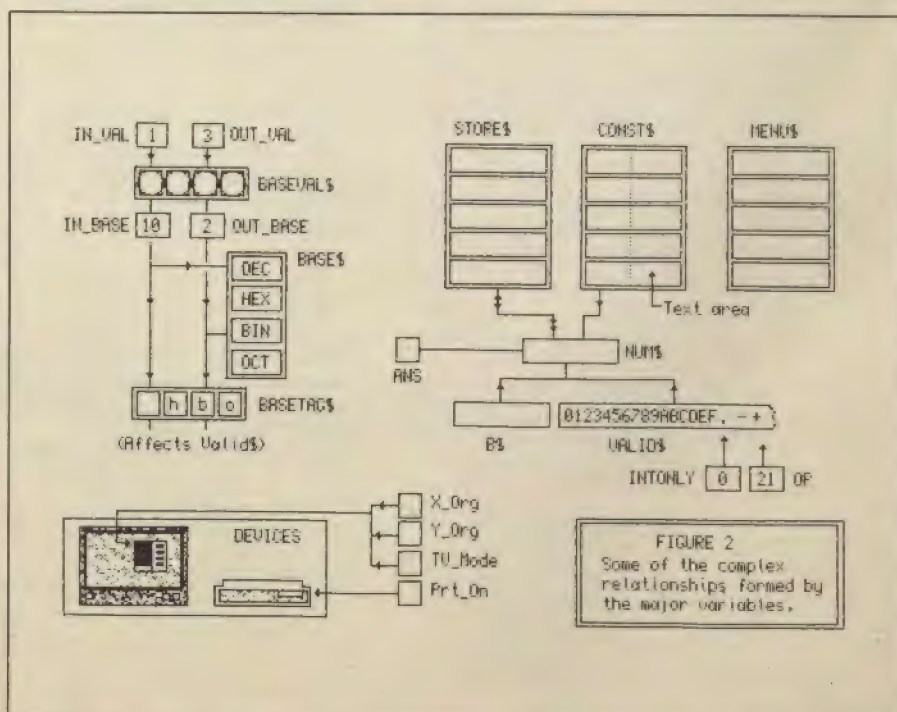 IN_VAL 1 3 OUT_VAL
BASEVAL$
IN_BASE 10 2 OUT_BASE
BASE$
DEC
HEX
BIN
OCT
h b o BASETAG$
(Affects Valid$)
STORE$ CONST$ MENU$
Text area
NUM$
ANS
B$
0123456789ABCDEF. -+
VALID$
INTONLY 0 21 OP
DEVICES
X_Org
Y_Org
TV_Mode
Prt_On
FIGURE 2
Some of the complex
relationships formed by
the major variables.